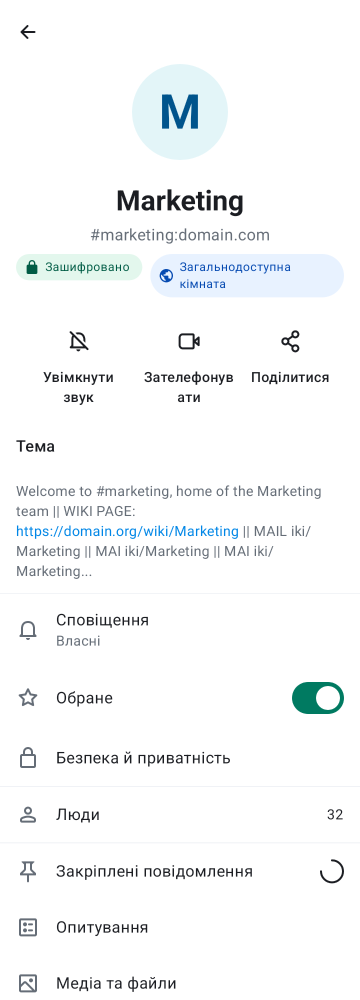 M
Marketing
#marketing:domain.com
Зашифровано
Загальнодоступна
кімната
Увімкнути
звук
Зателефонув
ати
Поділитися
Тема
Welcome to #marketing, home of the Marketing
team || WIKI PAGE:
https://domain.org/wiki/Marketing || MAIL iki/
Marketing || MAI iki/Marketing || MAI iki/
Marketing...
Сповіщення
Власні
Обране
Безпека й приватність
Люди
32
Закріплені повідомлення
Опитування
Медіа та файли